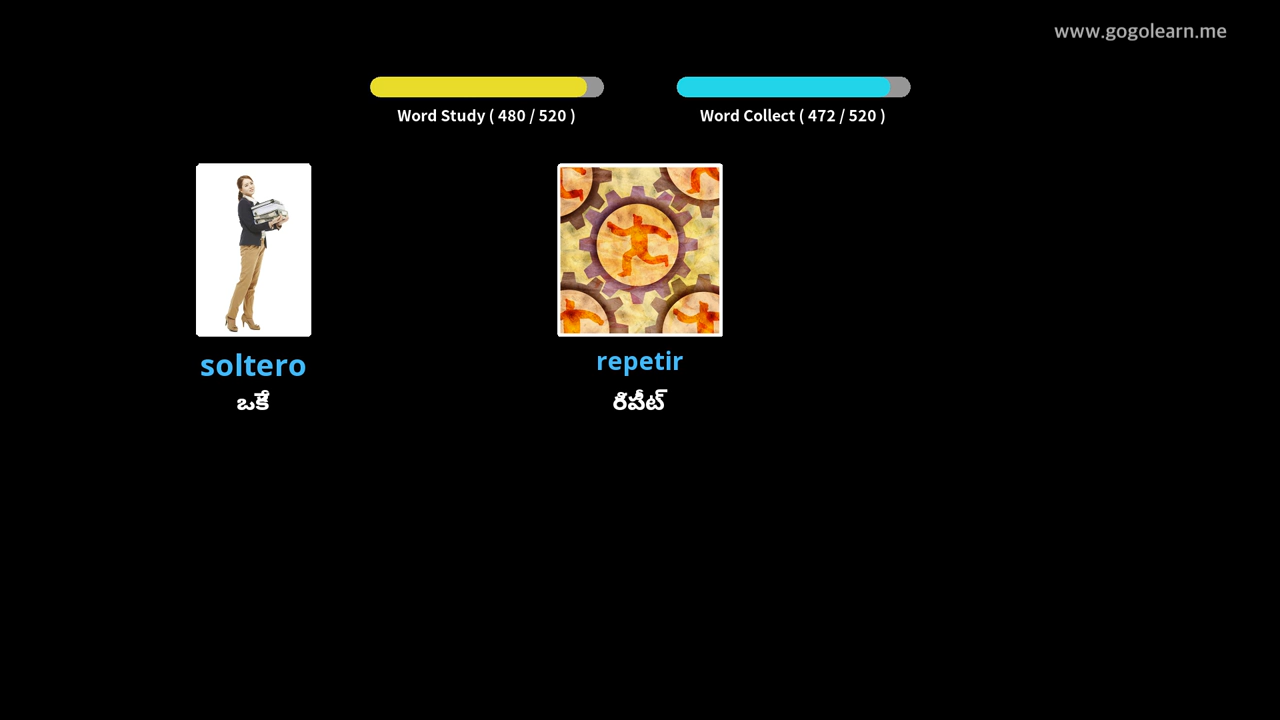 www.gogolearn.me
Word Study ( 480 / 520 )
Word Collect ( 472 / 520 )
soltero
ఒకే
repetir
రిపీట్